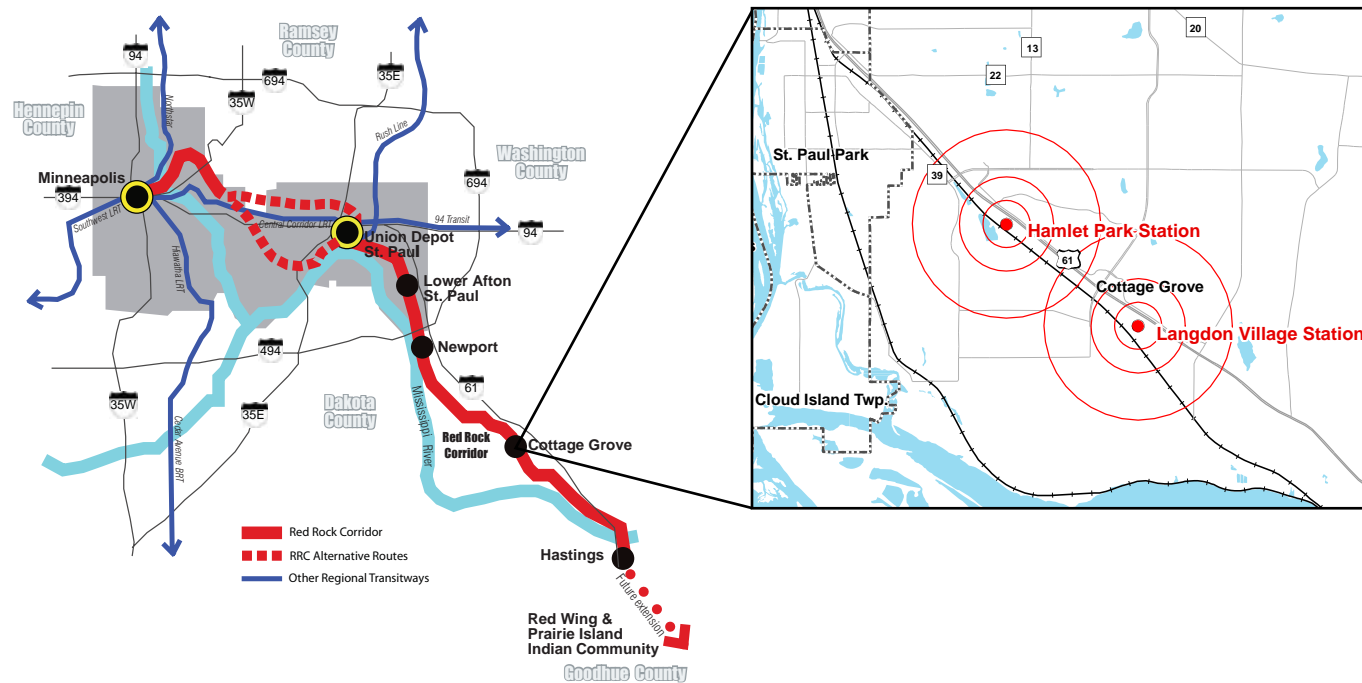 Ramsey
County
94
694
35E
35W
Hennepin
County
Northstar
Rush Line
Washington
County
694
Minneapolis
394
Southwest LRT
Central Corridor LRT
94 Transit
94
Union Depot
St. Paul
Hiawatha LRT
Lower Afton
St. Paul
494
Newport
61
35W
35E
Dakota
County
Mississippi River
Cedar Avenue BRT
Red Rock
Corridor
Cottage Grove
Red Rock Corridor
RRC Alternative Routes
Other Regional Transitways
Hastings
Future extension
Red Wing &
Prairie Island
Indian Community
Goodhue County
20
13
22
St. Paul Park
39
Hamlet Park Station
61
Cottage Grove
Langdon Village Station
Cloud Island Twp.